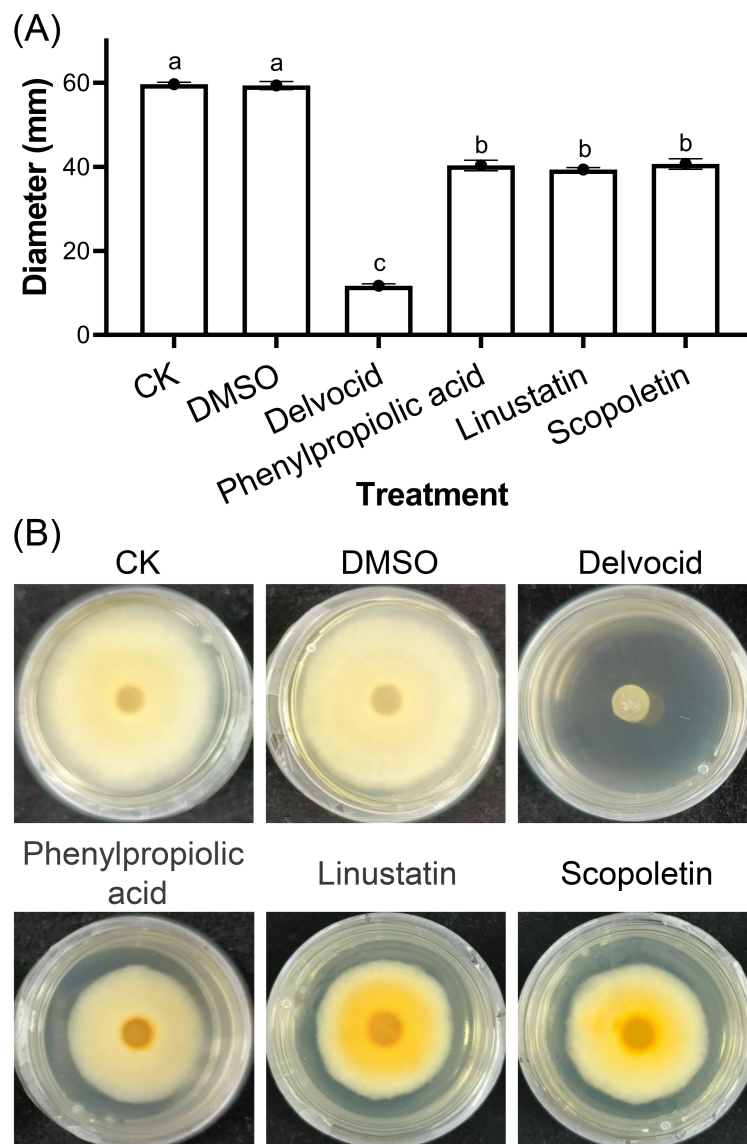 (A)
Diameter (mm)
60
40
20
0
a
a
c
b
b
b
CK
DMSO
Delvocid
Phenylpropiolic acid
Linustatin
Scopoletin
Treatment
(B)
CK
DMSO
Delvocid
Phenylpropiolic
acid
Linustatin
Scopoletin